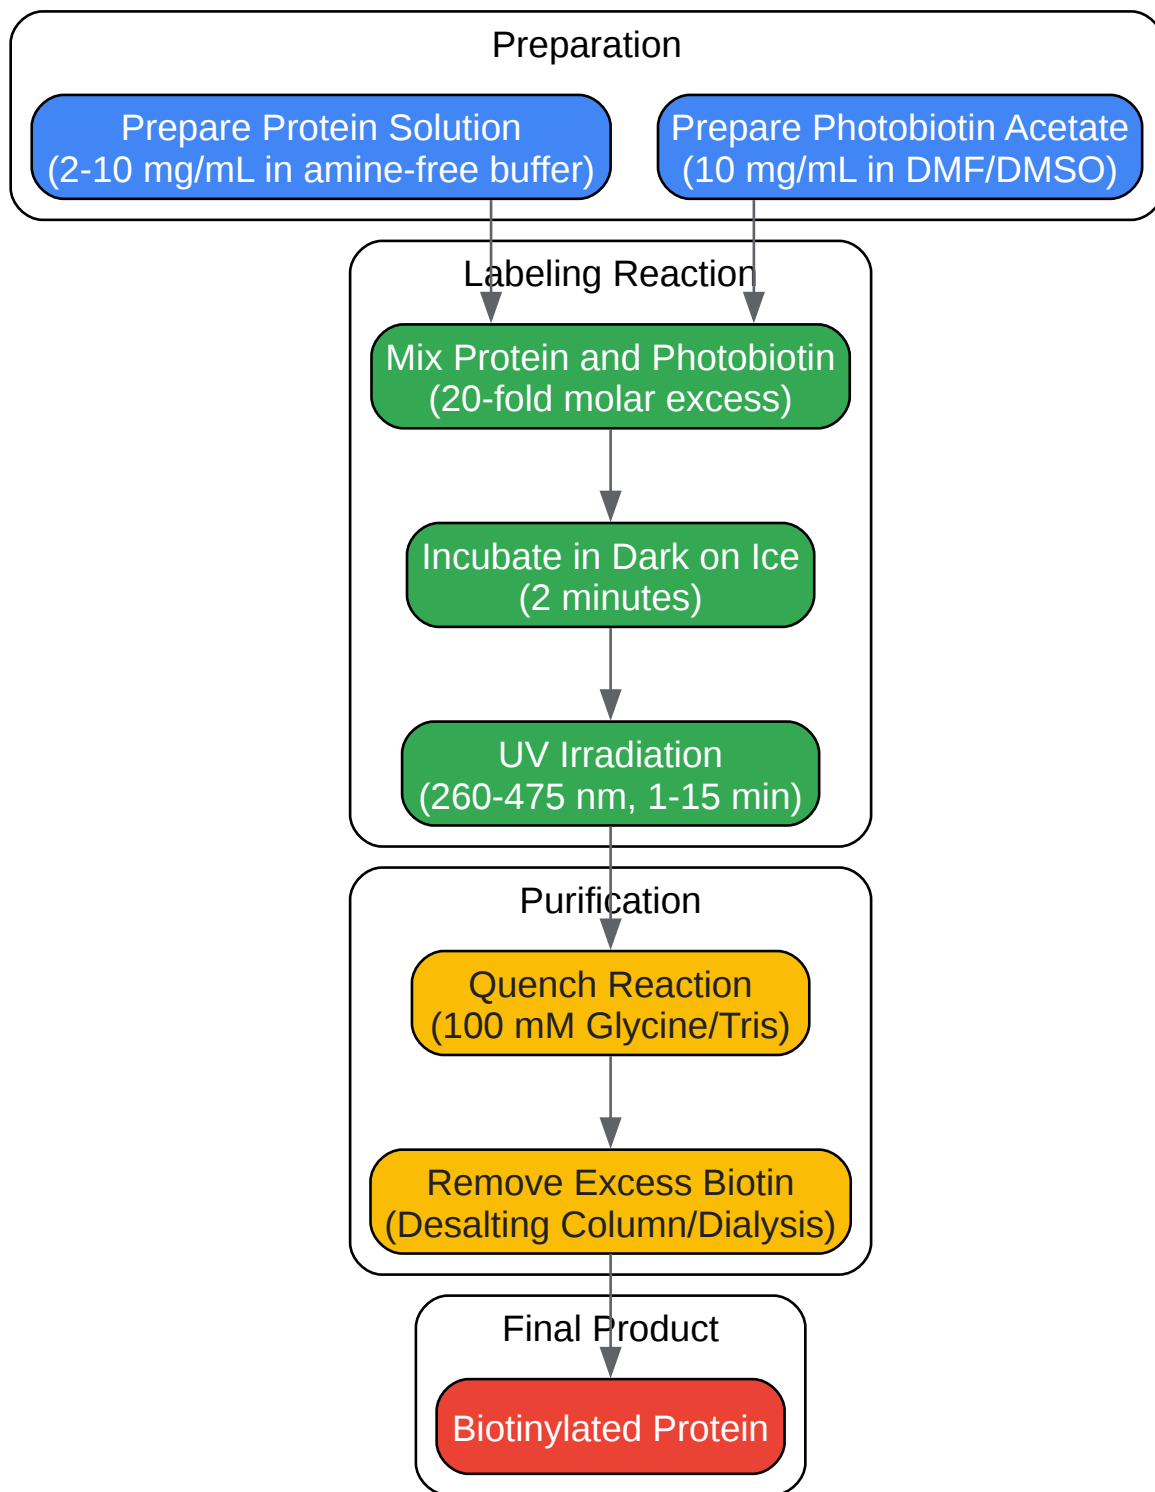 Preparation
Prepare Protein Solution
(2-10 mg/mL in amine-free buffer)
Prepare Photobiotin Acetate
(10 mg/mL in DMF/DMSO)
Labeling Reaction
Mix Protein and Photobiotin
(20-fold molar excess)
Incubate in Dark on Ice
(2 minutes)
UV Irradiation
(260-475 nm, 1-15 min)
Purification
Quench Reaction
(100 mM Glycine/Tris)
Remove Excess Biotin
(Desalting Column/Dialysis)
Final Product
Biotinylated Protein